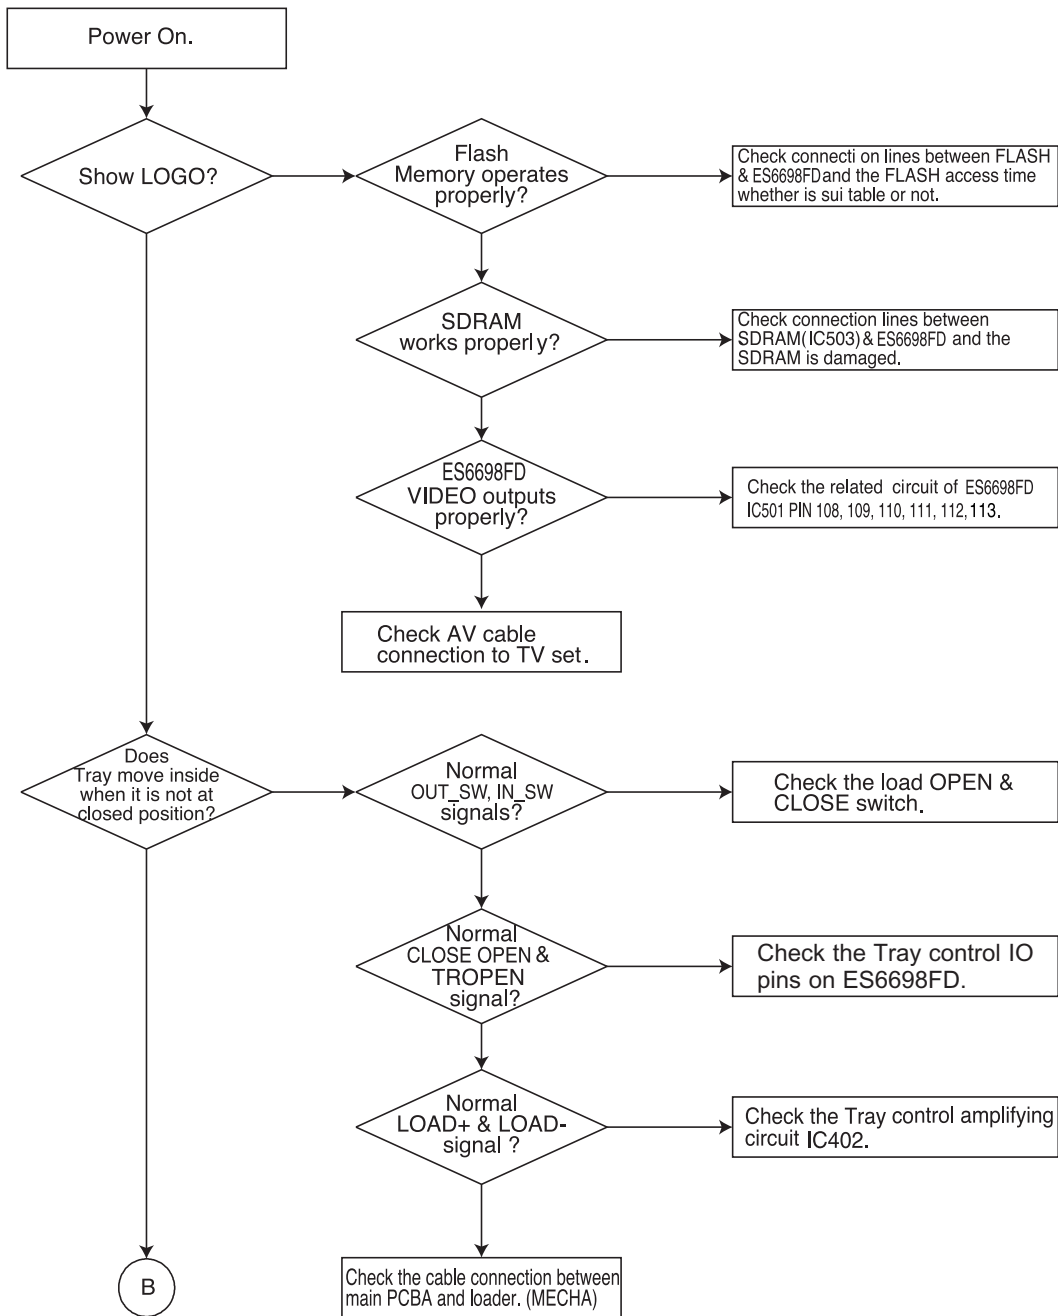 Power On.
Show LOGO?
Flash
Memory operates
properly?
Check connecti on lines between FLASH
& ES6698FD and the FLASH access time
whether is sui table or not.
SDRAM
works properly?
Check connection lines between
SDRAM(IC503) & ES6698FD and the
SDRAM is damaged.
ES6698FD
VIDEO outputs
properly?
Check the related circuit of ES6698FD
IC501 PIN 108, 109, 110, 111, 112, 113.
Check AV cable
connection to TV set.
Does
Tray move inside
when it is not at
closed position?
Normal
OUT_SW, IN_SW
signals?
Check the load OPEN &
CLOSE switch.
Normal
CLOSE OPEN &
TROPEN
signal?
Check the Tray control IO
pins on ES6698FD.
Normal
LOAD+ & LOAD-
signal ?
Check the Tray control amplifying
circuit IC402.
Check the cable connection between
main PCBA and loader. (MECHA)
B